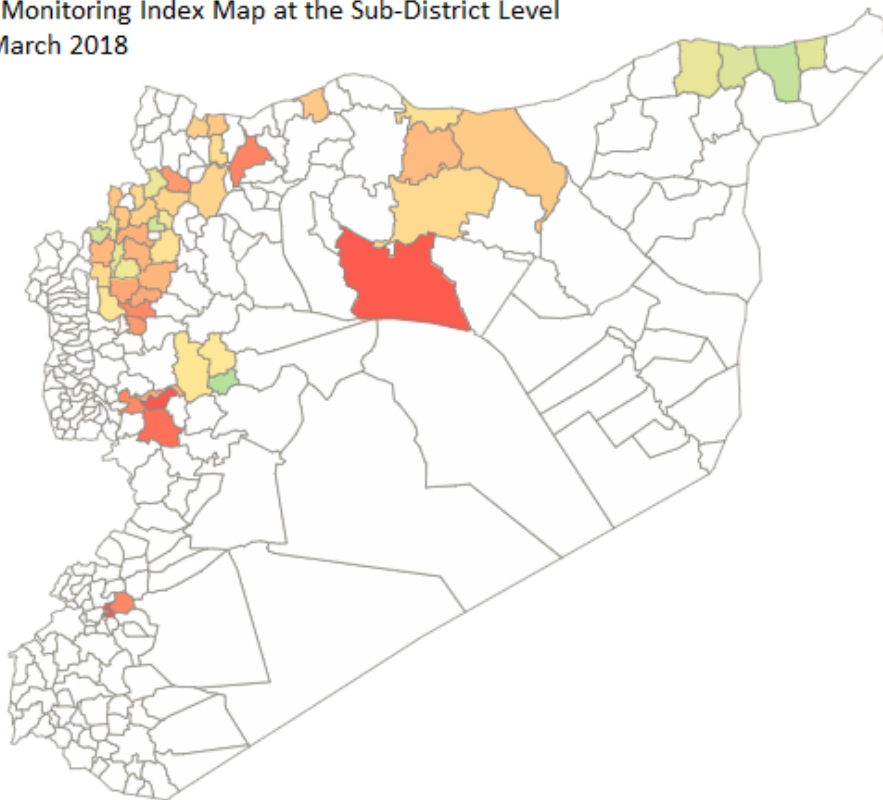 Monitoring Index Map at the Sub-District Level
March 2018